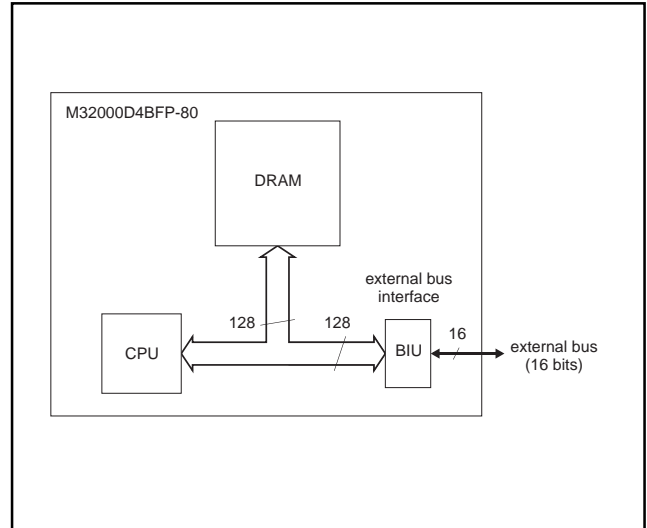 M32000D4BFP-80
DRAM
external bus
interface
128
128
16
CPU
BIU
external bus
(16 bits)